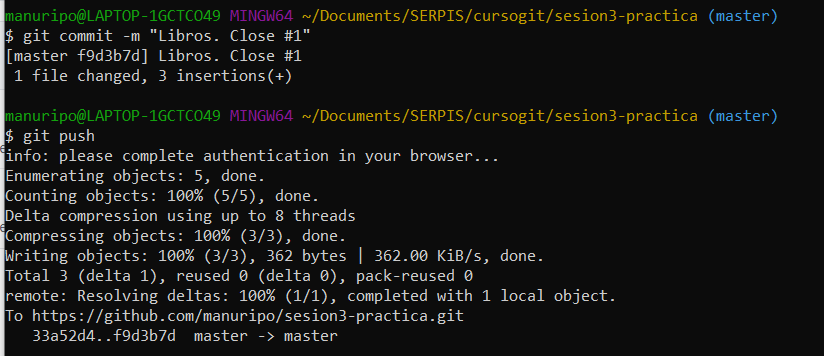 manuripo@LAPTOP-1GCTCO49 MINGW64 ~/Documents/SERPIS/cursogit/sesion3-practica (master)
$ git commit -m "Libros. Close #1"
[master f9d3b7d] Libros. Close #1
 1 file changed, 3 insertions(+)

manuripo@LAPTOP-1GCTCO49 MINGW64 ~/Documents/SERPIS/cursogit/sesion3-practica (master)
$ git push
info: please complete authentication in your browser...
Enumerating objects: 5, done.
Counting objects: 100% (5/5), done.
Delta compression using up to 8 threads
Compressing objects: 100% (3/3), done.
Writing objects: 100% (3/3), 362 bytes | 362.00 KiB/s, done.
Total 3 (delta 1), reused 0 (delta 0), pack-reused 0
remote: Resolving deltas: 100% (1/1), completed with 1 local object.
To https://github.com/manuripo/sesion3-practica.git
   33a52d4..f9d3b7d  master -> master